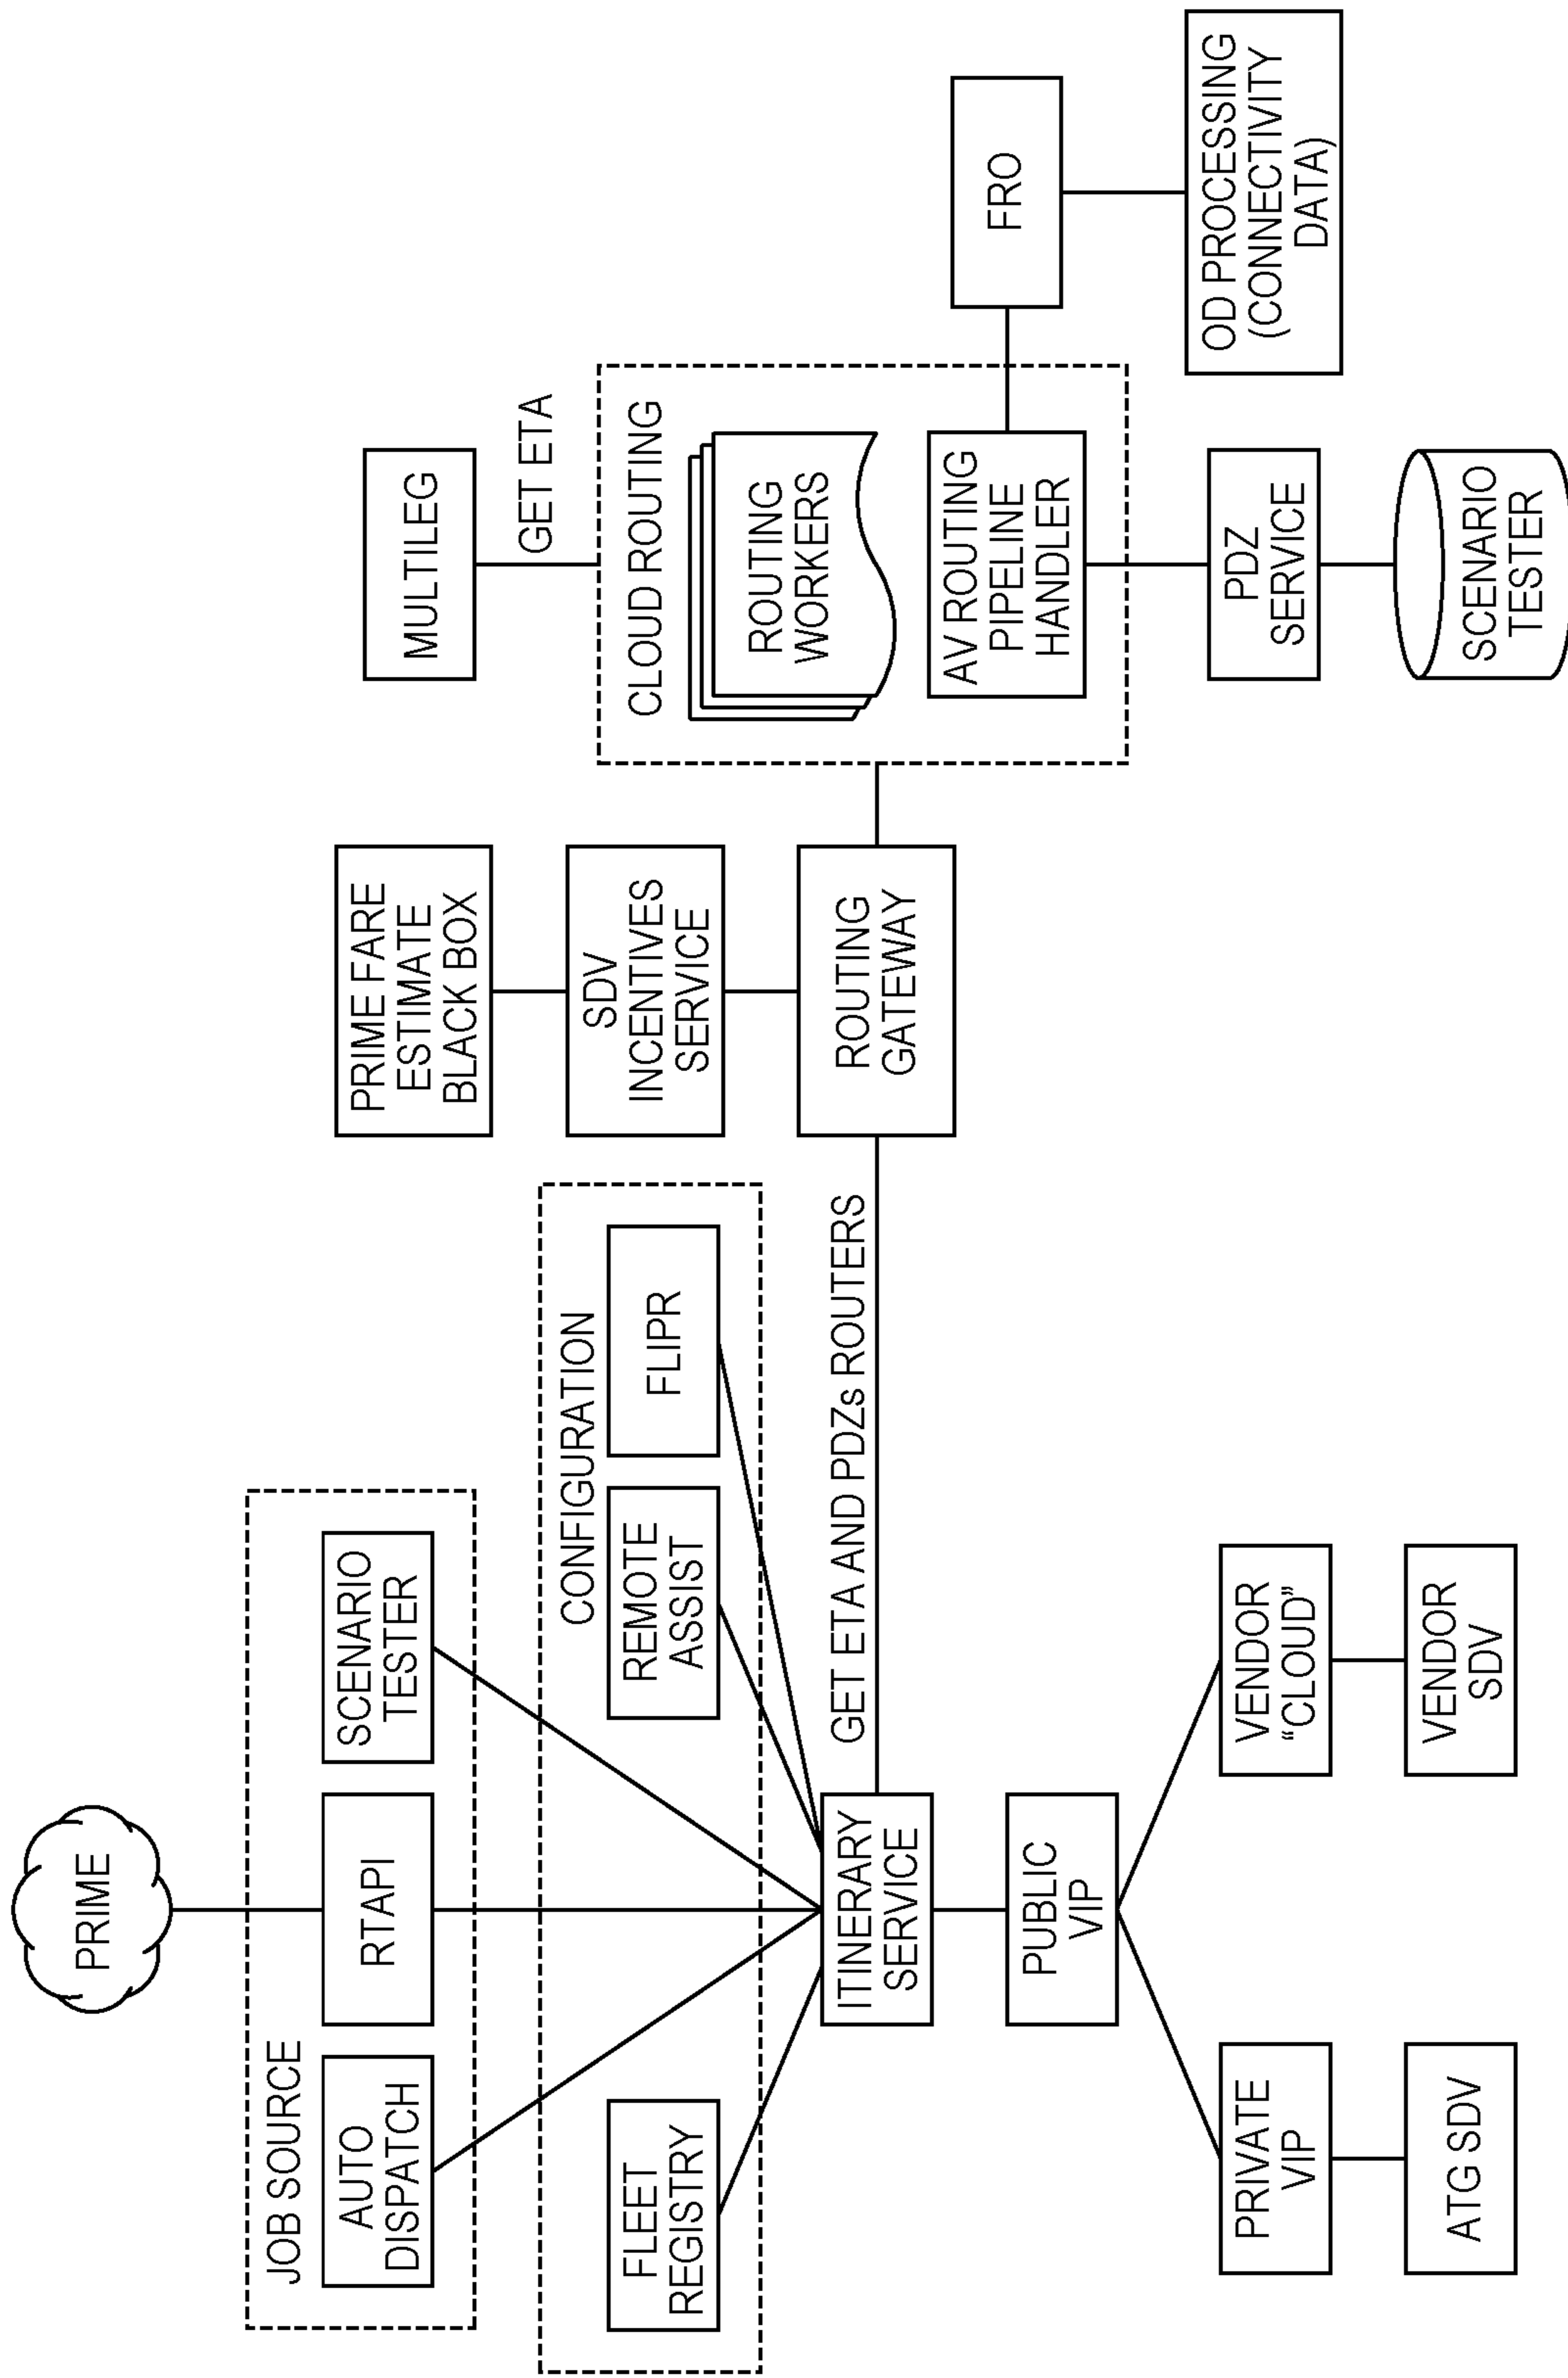 PRIME
JOB SOURCE
AUTO
DISPATCH
RTAPI
SCENARIO
TESTER
CONFIGURATION
FLEET
REGISTRY
REMOTE
ASSIST
FLIPR
ITINERARY
SERVICE
GET ETA AND PDZs ROUTERS
PUBLIC
VIP
PRIVATE
VIP
ATG SDV
VENDOR
“CLOUD”
VENDOR
SDV
PRIME FARE
ESTIMATE
BLACK BOX
SDV
INCENTIVES
SERVICE
ROUTING
GATEWAY
MULTILEG
GET ETA
CLOUD ROUTING
ROUTING
WORKERS
AV ROUTING
PIPELINE
HANDLER
PDZ
SERVICE
SCENARIO
TESTER
FRO
OD PROCESSING
(CONNECTIVITY
DATA)